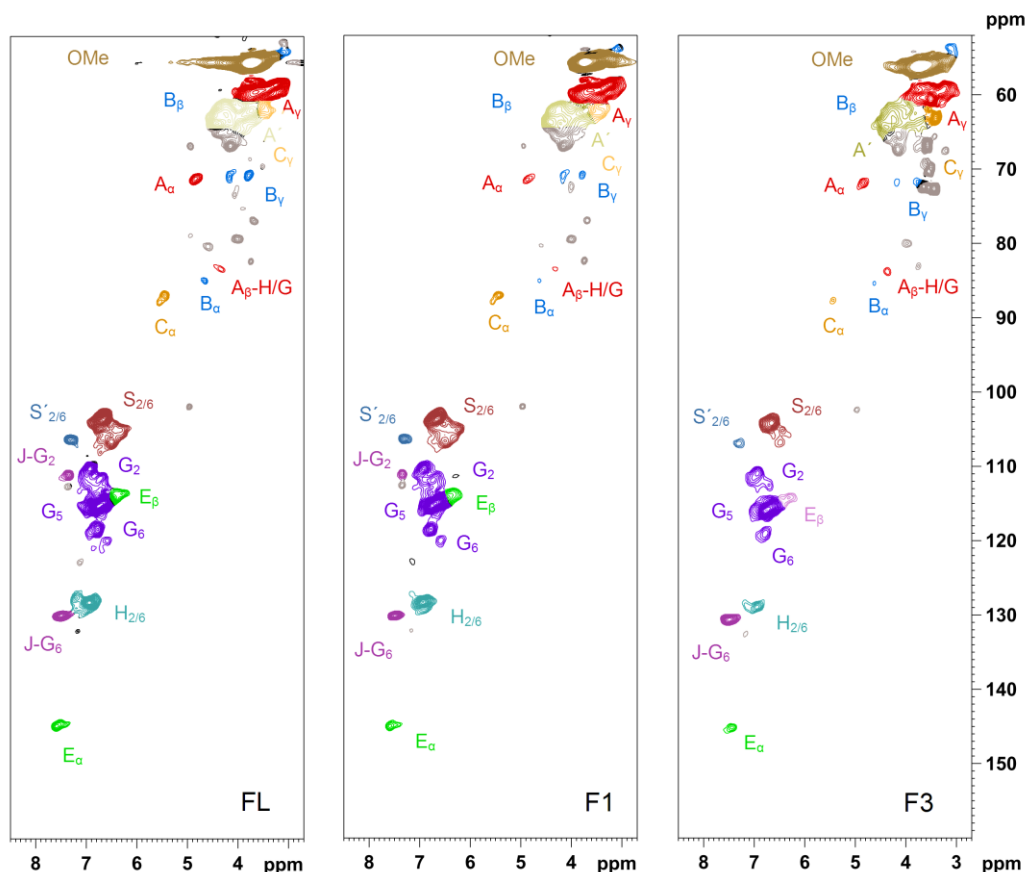 ppm
OMe
Bβ
Aγ
A´
Cγ
Aα
Bγ
Aβ-H/G
Bα
Cα
S´2/6
S2/6
J-G2
G2
Eβ
G5
G6
H2/6
J-G6
Eα
FL
8 7 6 5 4 ppm
OMe
Bβ
Aγ
A´
Cγ
Aα
Bγ
Aβ-H/G
Bα
Cα
S´2/6
S2/6
J-G2
G2
Eβ
G5
G6
H2/6
J-G6
Eα
F1
8 7 6 5 4 ppm
OMe
Bβ
Aγ
A´
Cγ
Aα
Bγ
Aβ-H/G
Bα
Cα
S´2/6
S2/6
G2
G5
Eβ
G6
H2/6
J-G6
Eα
F3
8 7 6 5 4 3 ppm
60
70
80
90
100
110
120
130
140
150